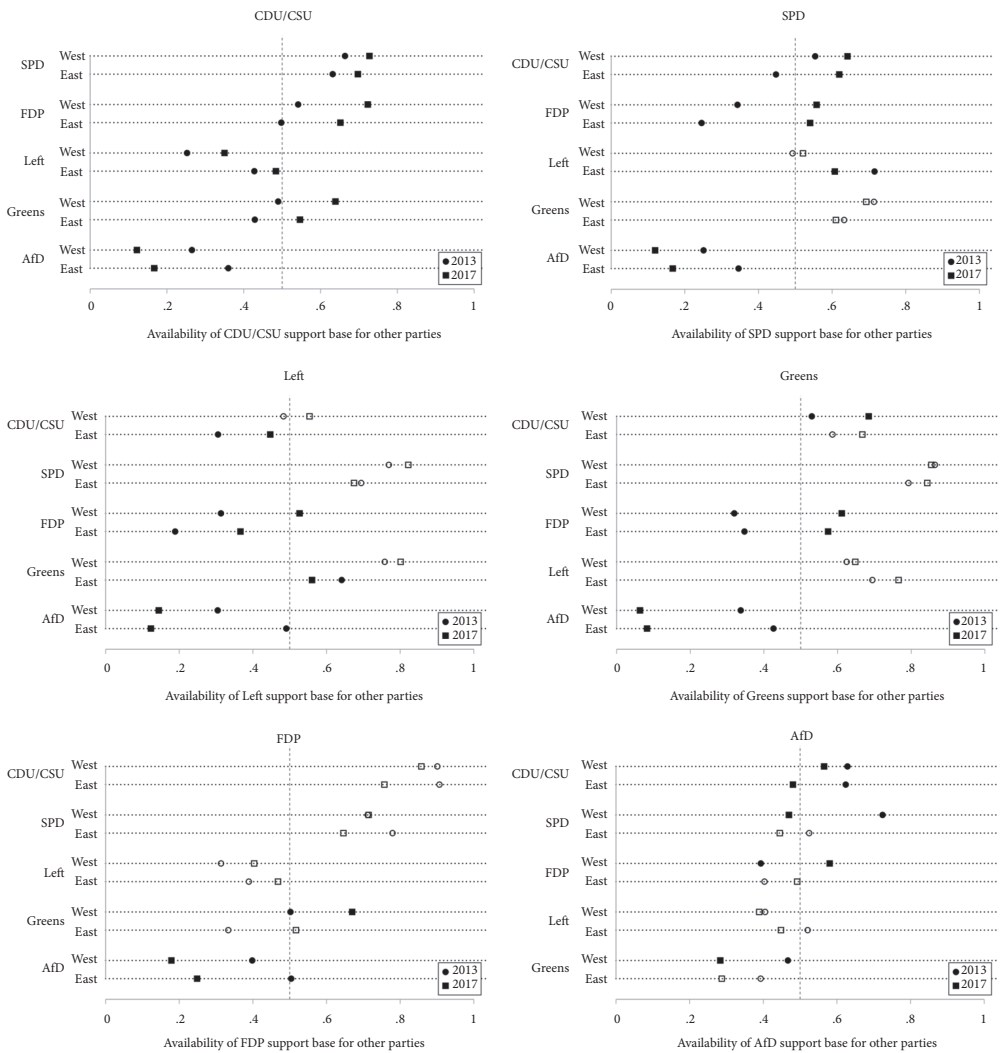 CDU/CSU
SPD
West
East
FDP
West
East
Left
West
East
Greens
West
East
AfD
West
East
2013
2017
0 .2 .4 .6 .8 1
Availability of CDU/CSU support base for other parties
SPD
CDU/CSU
West
East
FDP
West
East
Left
West
East
Greens
West
East
AfD
West
East
2013
2017
0 .2 .4 .6 .8 1
Availability of SPD support base for other parties
Left
CDU/CSU
West
East
SPD
West
East
FDP
West
East
Greens
West
East
AfD
West
East
2013
2017
0 .2 .4 .6 .8 1
Availability of Left support base for other parties
Greens
CDU/CSU
West
East
SPD
West
East
FDP
West
East
Left
West
East
AfD
West
East
2013
2017
0 .2 .4 .6 .8 1
Availability of Greens support base for other parties
FDP
CDU/CSU
West
East
SPD
West
East
Left
West
East
Greens
West
East
AfD
West
East
2013
2017
0 .2 .4 .6 .8 1
Availability of FDP support base for other parties
AfD
CDU/CSU
West
East
SPD
West
East
FDP
West
East
Left
West
East
Greens
West
East
2013
2017
0 .2 .4 .6 .8 1
Availability of AfD support base for other parties